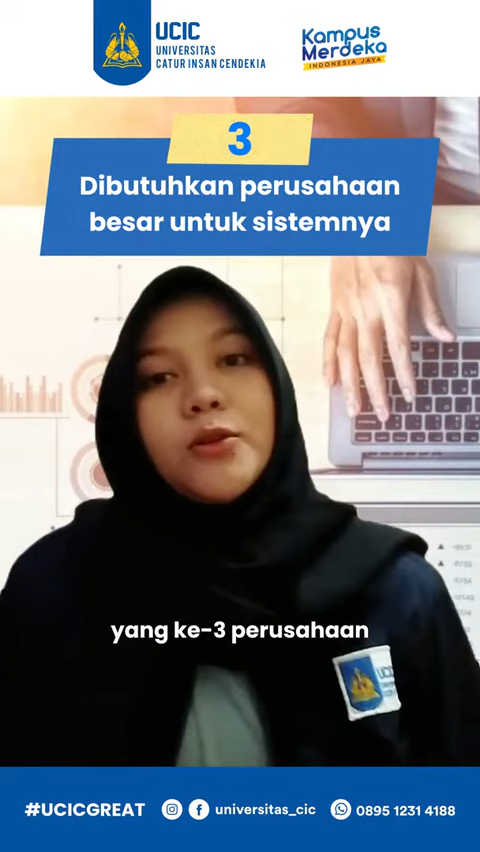 UCIC
UNIVERSITAS
CATUR INSAN CENDEKIA
Kampus
Merdeka
INDONESIA JAYA
3
Dibutuhkan perusahaan
besar untuk sistemnya
yang ke-3 perusahaan
#UCICGREAT universitas_cic 0895 1231 4188